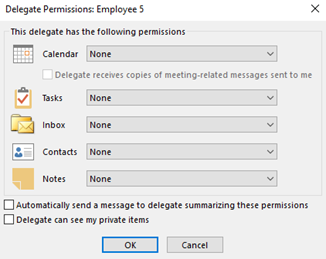 Delegate Permissions: Employee 5
This delegate has the following permissions
Calendar None
Delegate receives copies of meeting-related messages sent to me
Tasks None
Inbox None
Contacts None
Notes None
Automatically send a message to delegate summarizing these permissions
Delegate can see my private items
OK Cancel